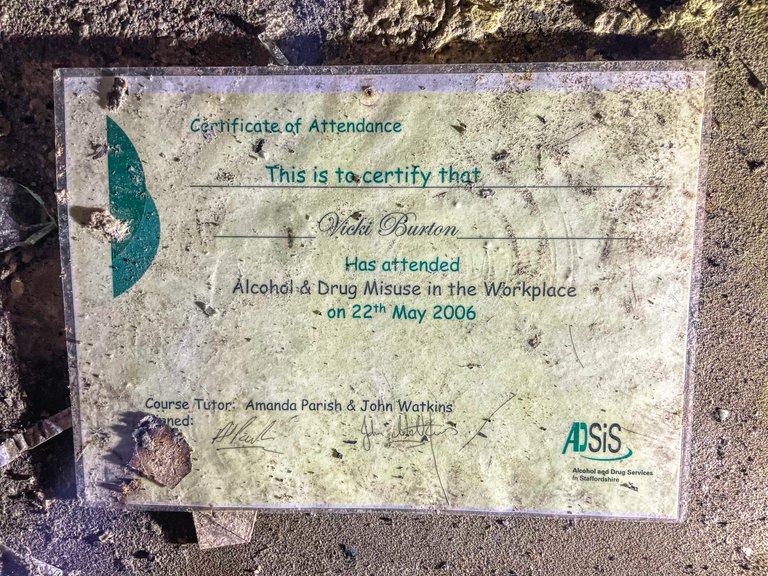 Certificate of Attendance
This is to certify that
Vicki Burton
Has attended
Alcohol & Drug Misuse in the Workplace
on 22th May 2006
Course Tutor: Amanda Parish & John Watkins
Signed:
ADSiS
Alcohol and Drug Services
in Staffordshire